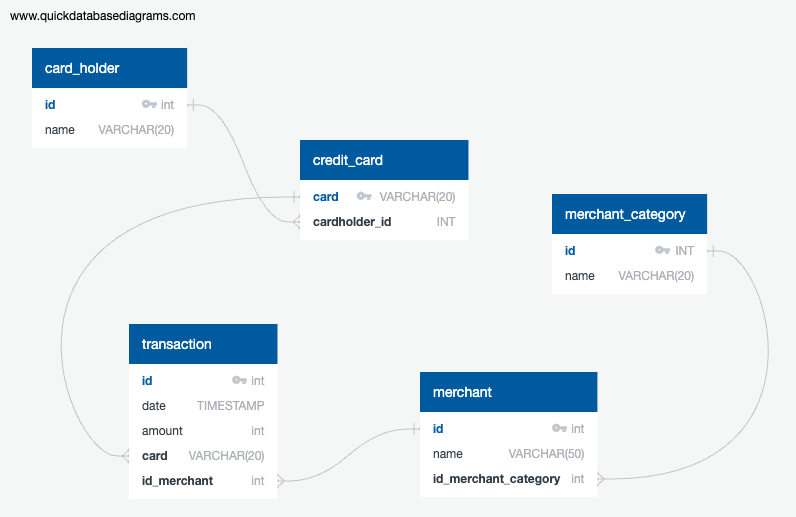 www.quickdatabasediagrams.com
card_holder
id int
name VARCHAR(20)
credit_card
card VARCHAR(20)
cardholder_id INT
merchant_category
id INT
name VARCHAR(20)
transaction
id int
date TIMESTAMP
amount int
card VARCHAR(20)
id_merchant int
merchant
id int
name VARCHAR(50)
id_merchant_category int